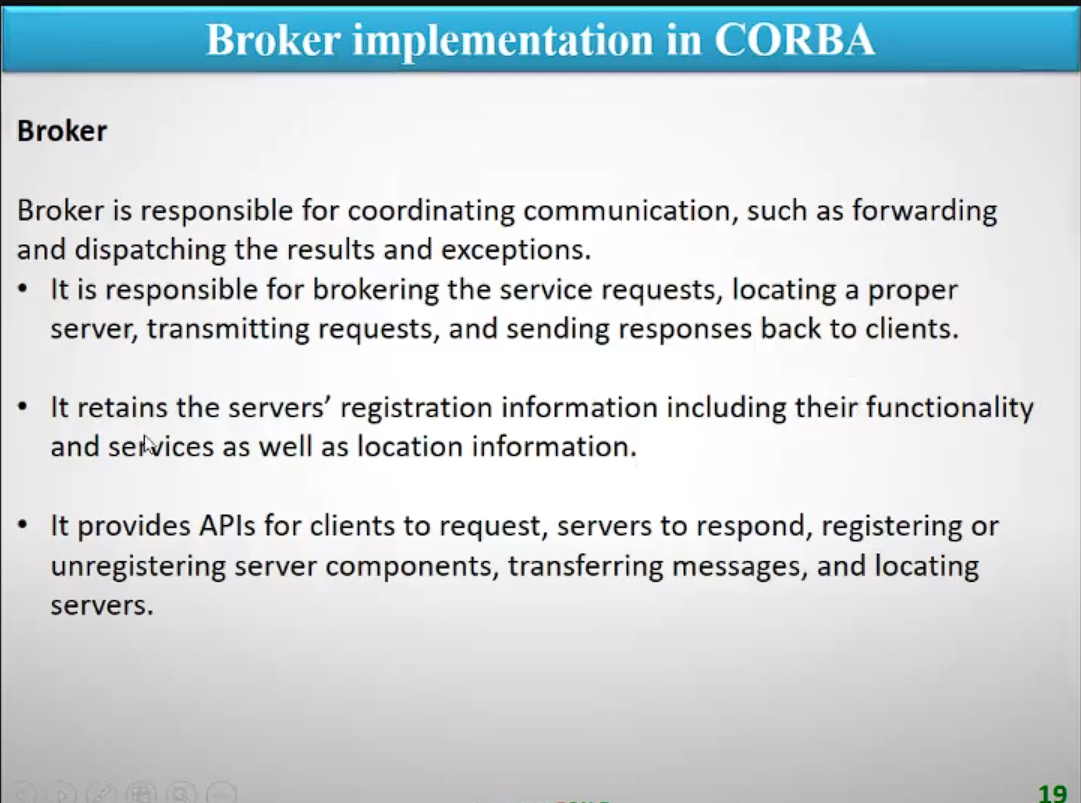 Broker implementation in CORBA
Broker
Broker is responsible for coordinating communication, such as forwarding
and dispatching the results and exceptions.
• It is responsible for brokering the service requests, locating a proper
server, transmitting requests, and sending responses back to clients.
• It retains the servers’ registration information including their functionality
and services as well as location information.
• It provides APIs for clients to request, servers to respond, registering or
unregistering server components, transferring messages, and locating
servers.
19